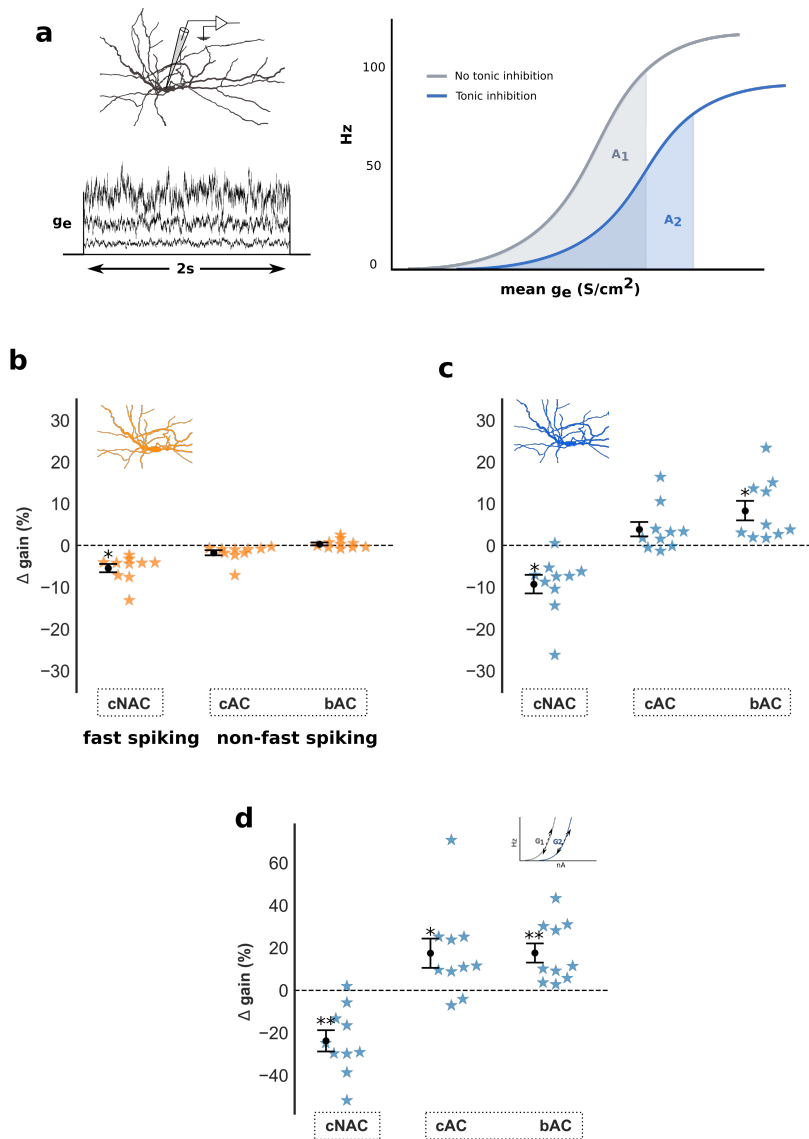 a
gₑ
2s
Hz
100
50
0
No tonic inhibition
Tonic inhibition
A₁
A₂
mean gₑ (S/cm²)
b
Δ gain (%)
30
20
10
0
−10
−20
−30
*
cNAC
cAC
bAC
fast spiking
non-fast spiking
c
30
20
10
0
−10
−20
−30
*
*
cNAC
cAC
bAC
d
Δ gain (%)
60
40
20
0
−20
−40
**
*
**
Hz
G₁
G₂
nA
cNAC
cAC
bAC